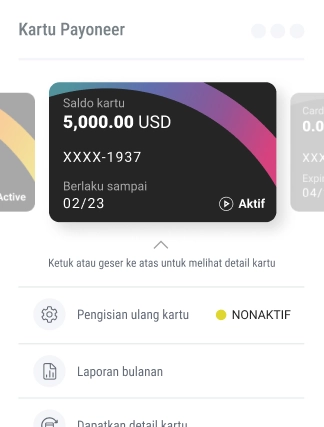 Kartu Payoneer
Saldo kartu
5,000.00 USD
XXXX-1937
Berlaku sampai
02/23
Aktif
Active
Card
0.0
XXX
Expi
04/
Ketuk atau geser ke atas untuk melihat detail kartu
Pengisian ulang kartu
NONAKTIF
Laporan bulanan
Dapatkan detail kartu